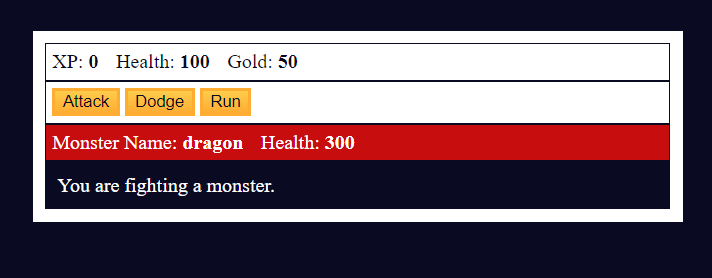 XP: 0 Health: 100 Gold: 50
Attack Dodge Run
Monster Name: dragon Health: 300
You are fighting a monster.